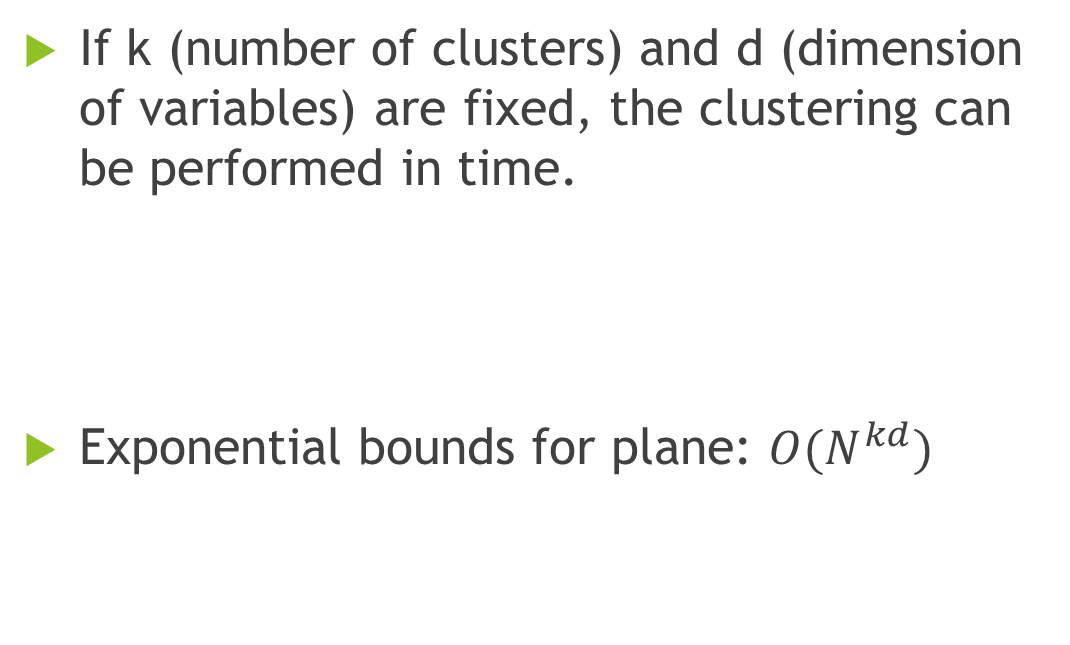 If k (number of clusters) and d (dimension
of variables) are fixed, the clustering can
be performed in time.
Exponential bounds for plane: 𝑂(𝑁^{𝑘𝑑})